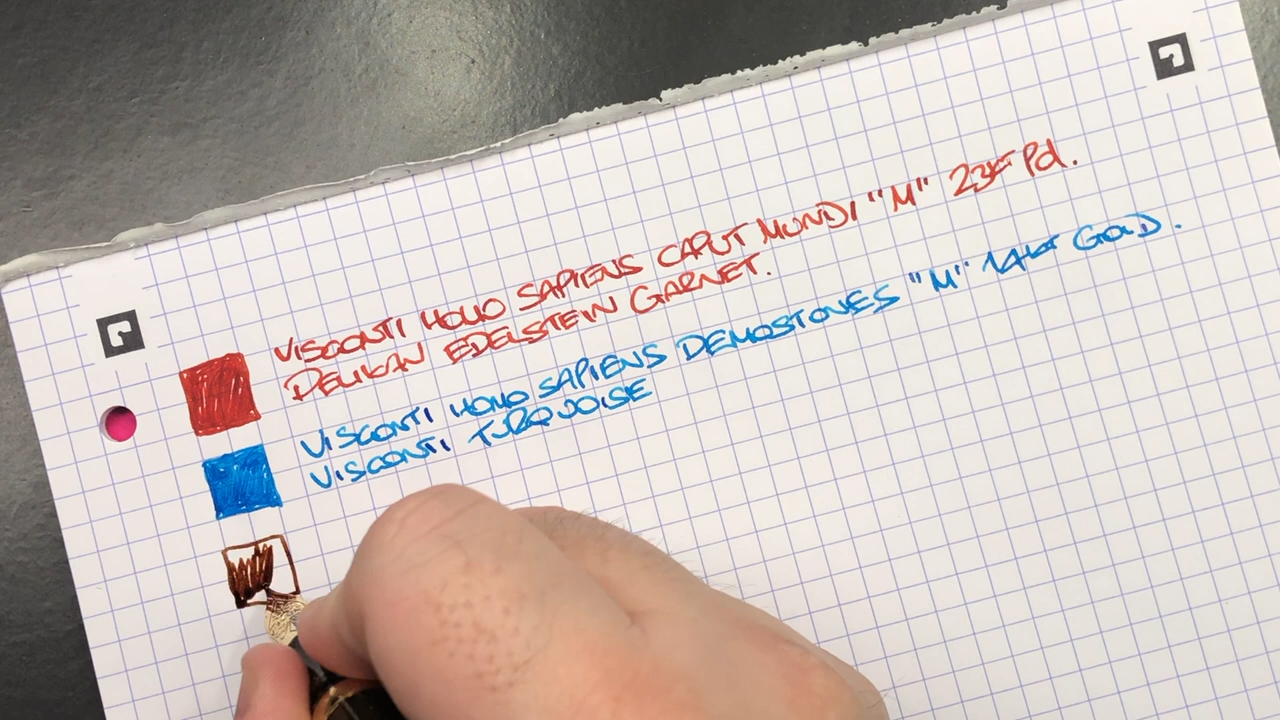 VISCONTI HOMO SAPIENS CAPUT MUNDI "M" 23kt Pd.
PELIKAN EDELSTEIN GARNET.
VISCONTI HOMO SAPIENS DEMOSTONES "M" 14kt GOLD.
VISCONTI TURQUOISE